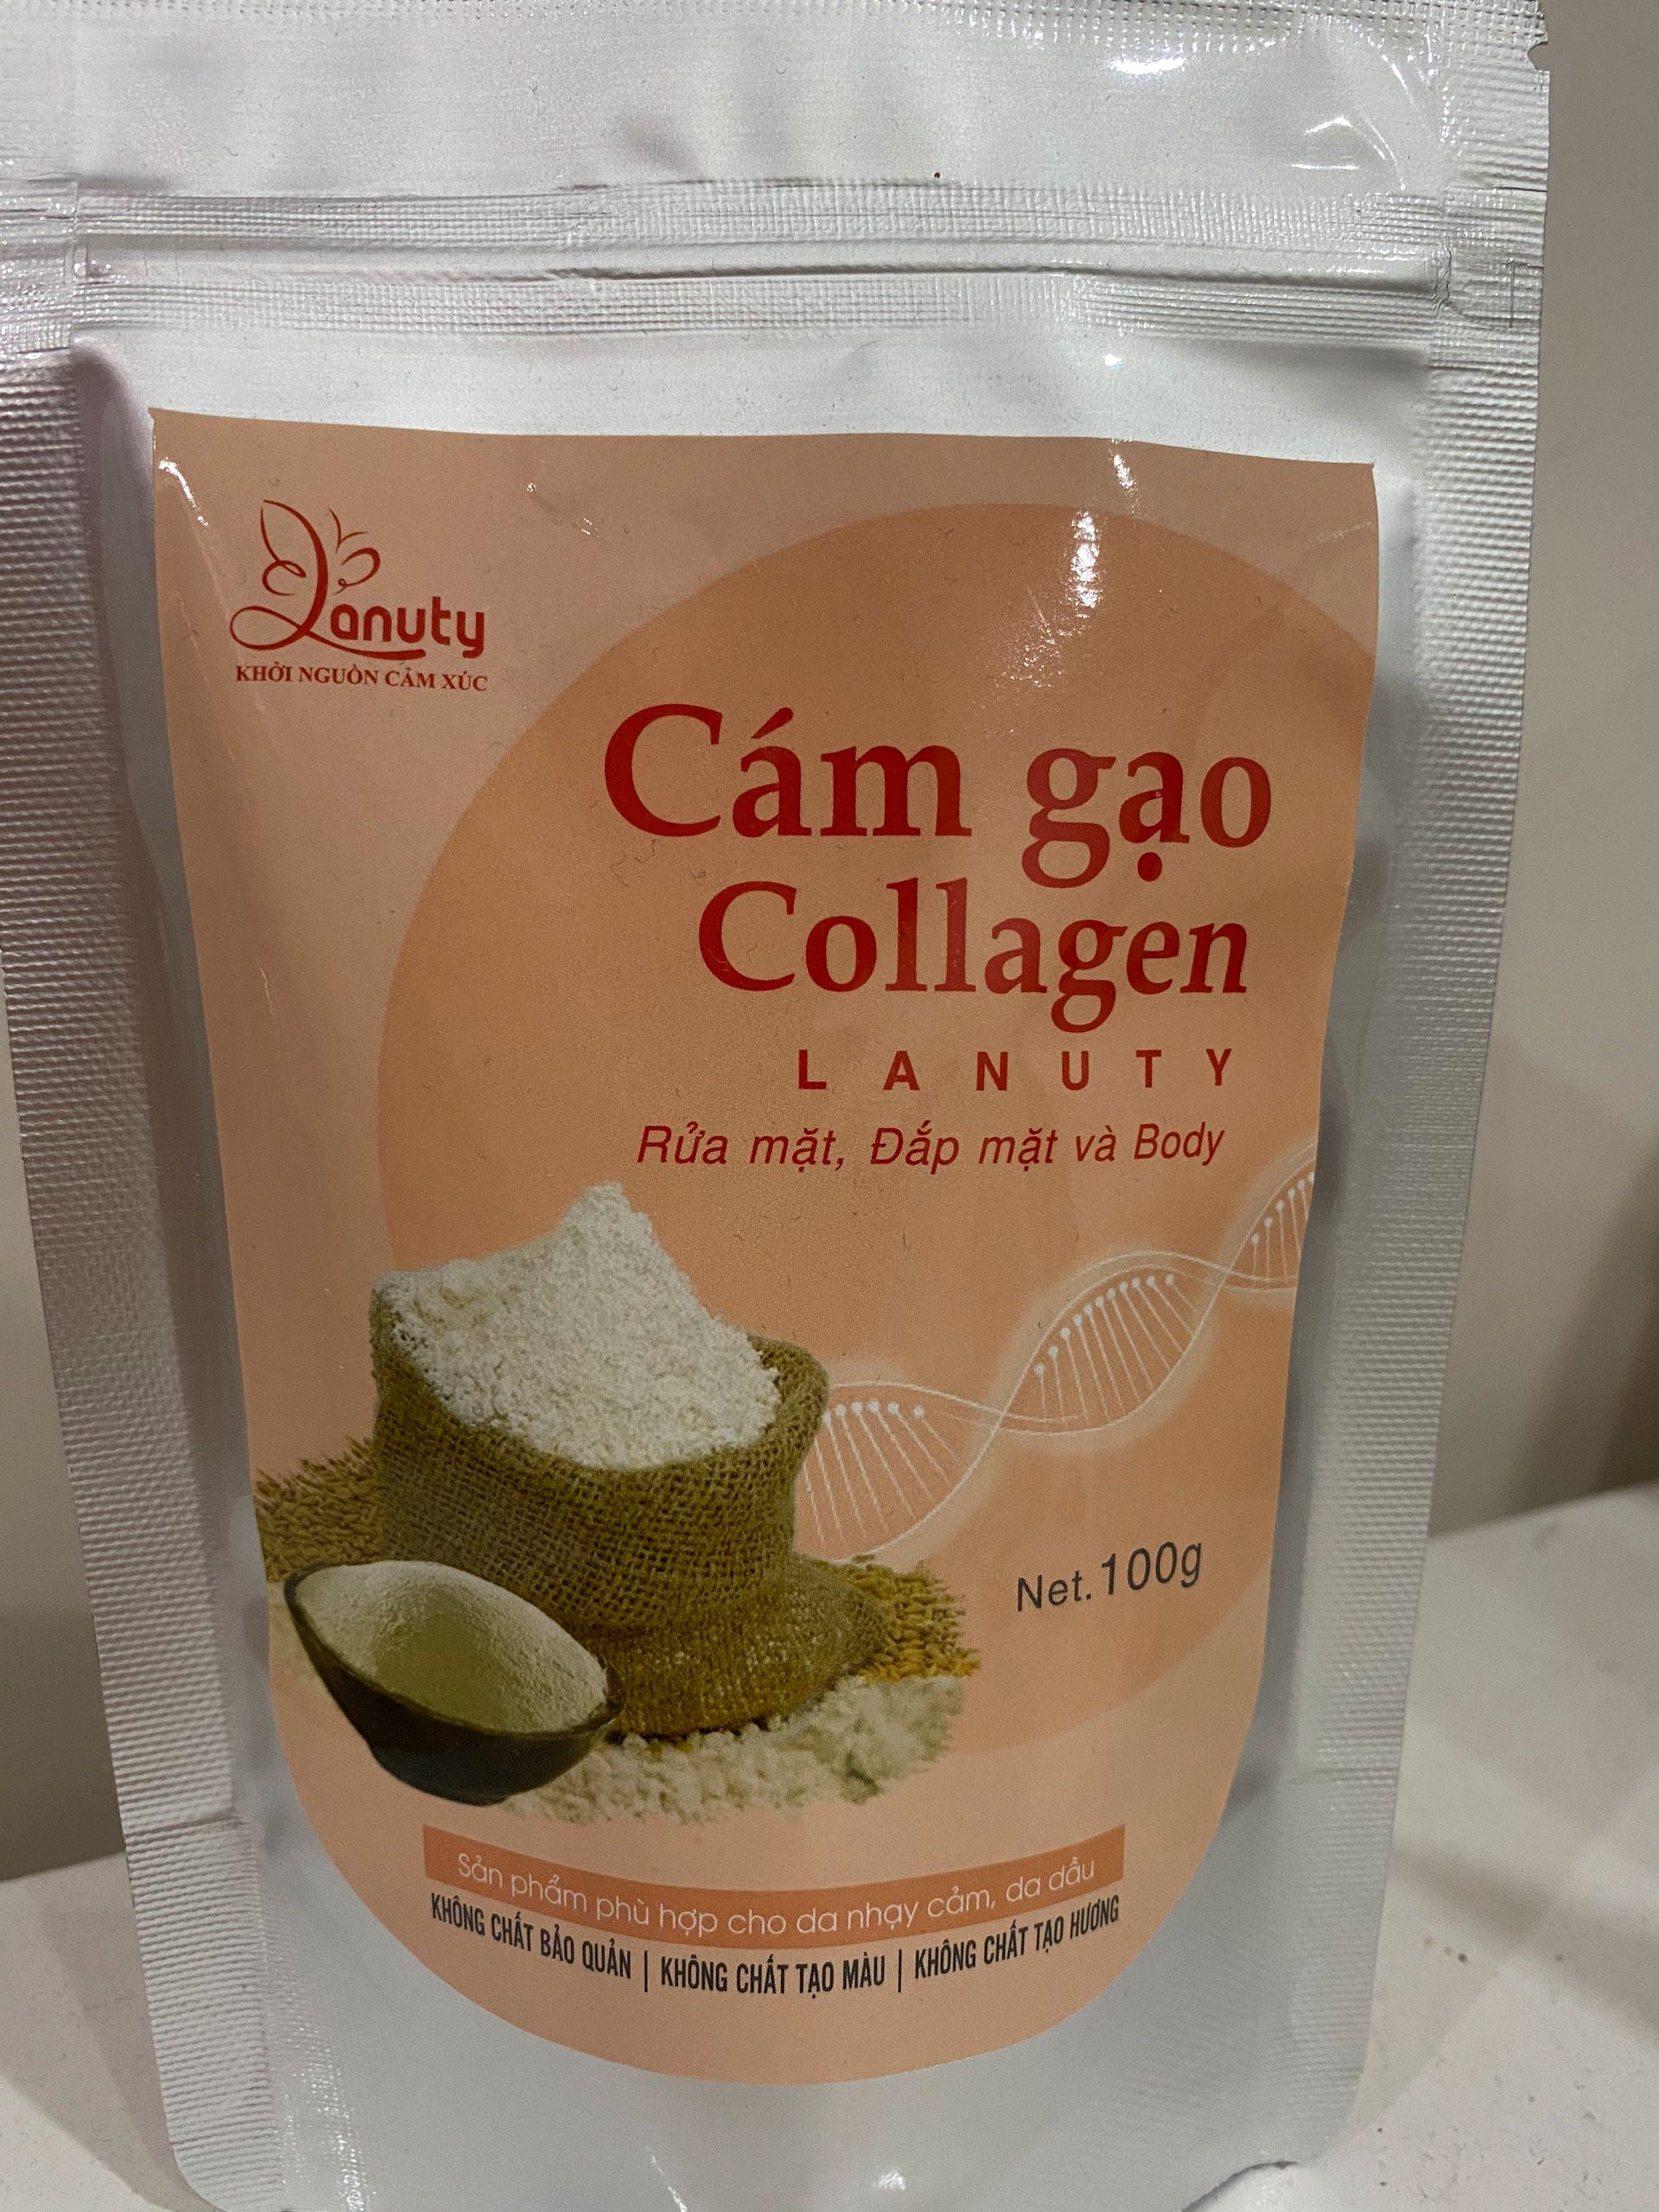 Lanuty
KHỞI NGUỒN CẢM XÚC
Cám gạo
Collagen
LANUTY
Rửa mặt, Đắp mặt và Body
Net. 100g
Sản phẩm phù hợp cho da nhạy cảm, da dầu
KHÔNG CHẤT BẢO QUẢN | KHÔNG CHẤT TẠO MÀU | KHÔNG CHẤT TẠO HƯƠNG